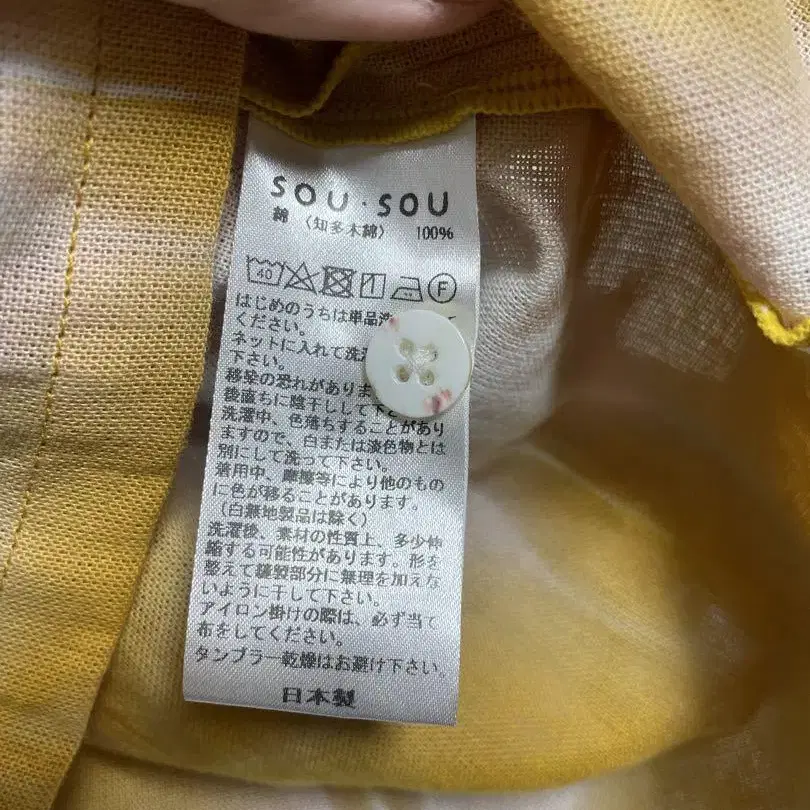 SOU・SOU
綿 〈知多木綿〉 100%
40 F
はじめのうちは単品洗
ください。
ネットに入れて洗
下さい。
移染の恐れがありま
後直ちに陰干しして下
洗濯中、色落ちすることがあり
ますので、白または淡色物とは
別にして洗って下さい。
着用中、摩擦等により他のもの
に色が移ることがあります。
(白無地製品は除く)
洗濯後、素材の性質上、多少伸
縮する可能性があります。形を
整えて縫製部分に無理を加えな
いように干して下さい。
アイロン掛けの際は、必ず当て
布をしてください。
タンブラー乾燥はお避け下さい。
日本製